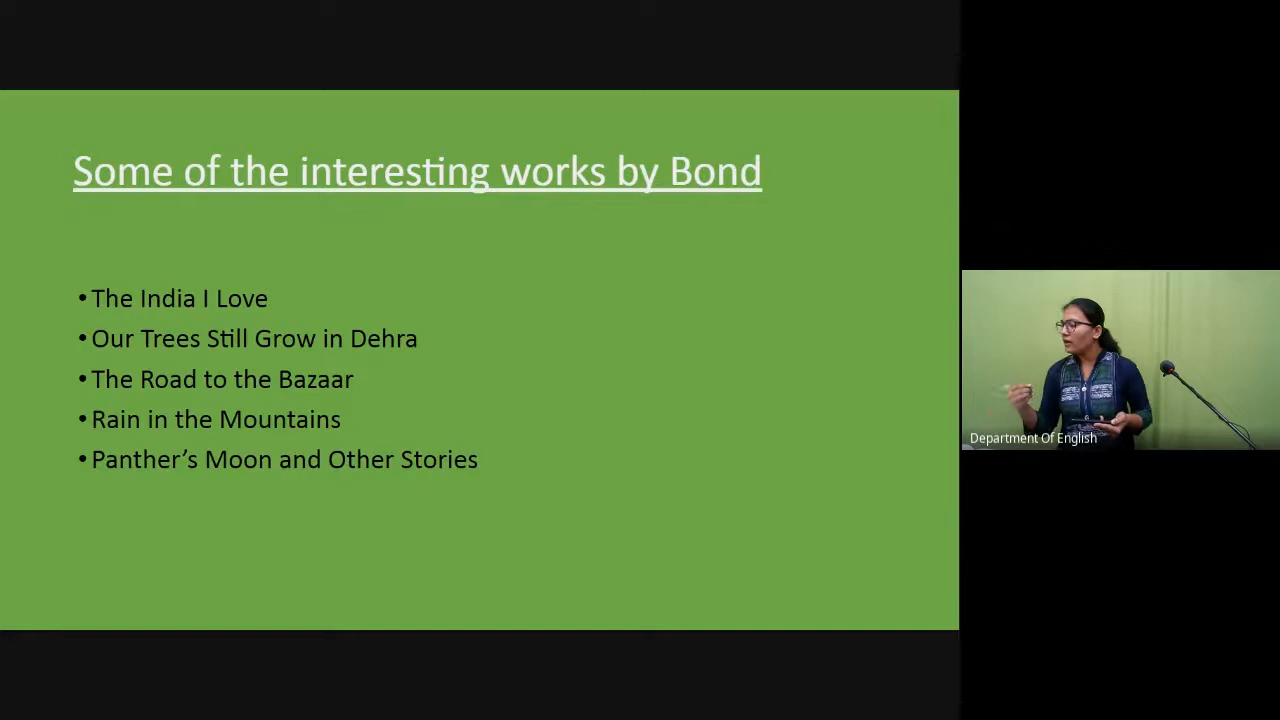 Some of the interesting works by Bond
•The India I Love
•Our Trees Still Grow in Dehra
•The Road to the Bazaar
•Rain in the Mountains
•Panther’s Moon and Other Stories
Department Of English